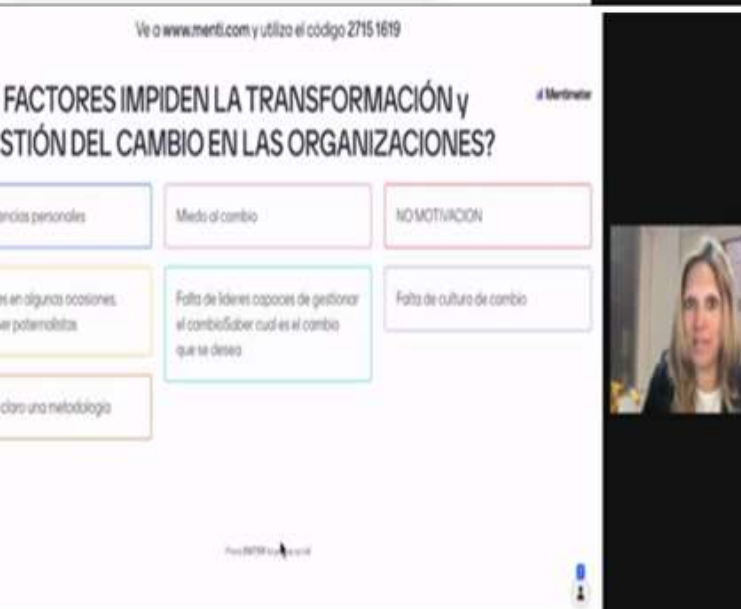 Ve a www.menti.com y utiliza el código 2715 1619
FACTORES IMPIDEN LA TRANSFORMACIÓN y
STIÓN DEL CAMBIO EN LAS ORGANIZACIONES?
Mentimeter
personales
Miedo al cambio
NO MOTIVACION
es en algunas ocasiones,
er paternalistas
Falta de lideres capaces de gestionar
el cambioSaber cual es el cambio
que se desea
Falta de cultura de cambio
claro una metodologia